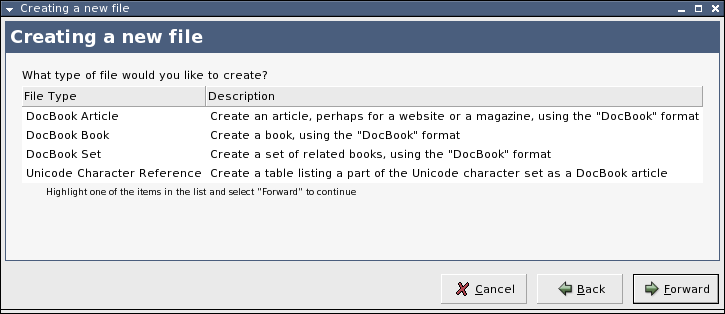 Creating a new file
Creating a new file
What type of file would you like to create?
File Type Description
DocBook Article Create an article, perhaps for a website or a magazine, using the "DocBook" format
DocBook Book Create a book, using the "DocBook" format
DocBook Set Create a set of related books, using the "DocBook" format
Unicode Character Reference Create a table listing a part of the Unicode character set as a DocBook article
Highlight one of the items in the list and select "Forward" to continue
Cancel Back Forward